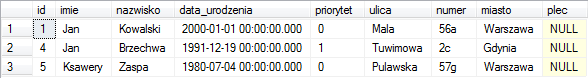 id imie nazwisko data_urodzenia priorytet ulica numer miasto plec
1 1 Jan Kowalski 2000-01-01 00:00:00.000 0 Mala 56a Warszawa NULL
2 4 Jan Brzechwa 1991-12-19 00:00:00.000 1 Tuwimowa 2c Gdynia NULL
3 5 Ksawery Zaspa 1980-07-04 00:00:00.000 0 Pulawska 57g Warszawa NULL